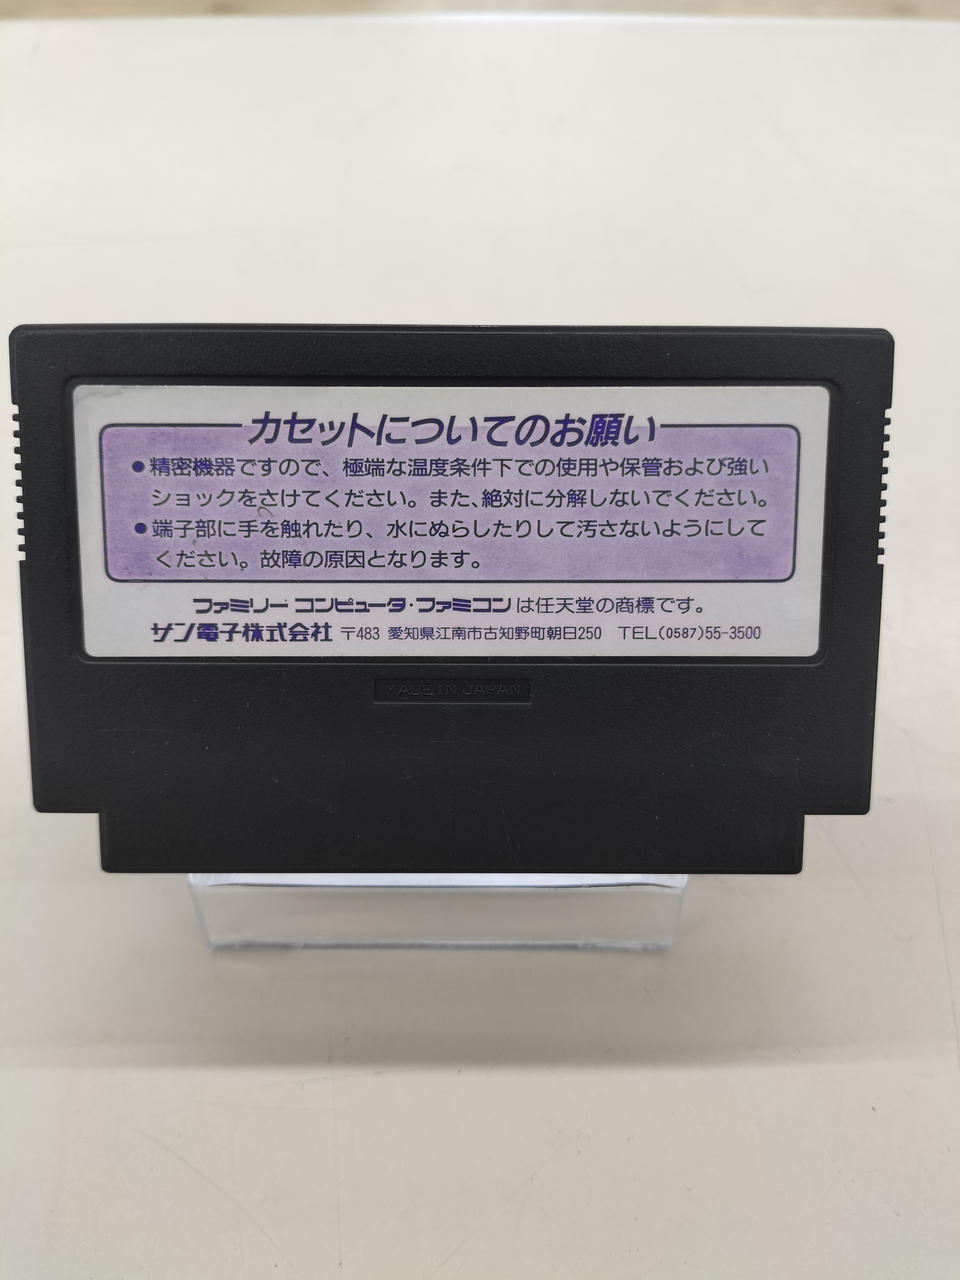 カセットについてのお願い
●精密機器ですので、極端な温度条件下での使用や保管および強い
ショックをさけてください。また、絶対に分解しないでください。
●端子部に手を触れたり、水にぬらしたりして汚さないようにして
ください。故障の原因となります。
ファミリー コンピュータ・ファミコンは任天堂の商標です。
サン電子株式会社 〒483 愛知県江南市古知野町朝日250 TEL(0587)55-3500
MADE IN JAPAN